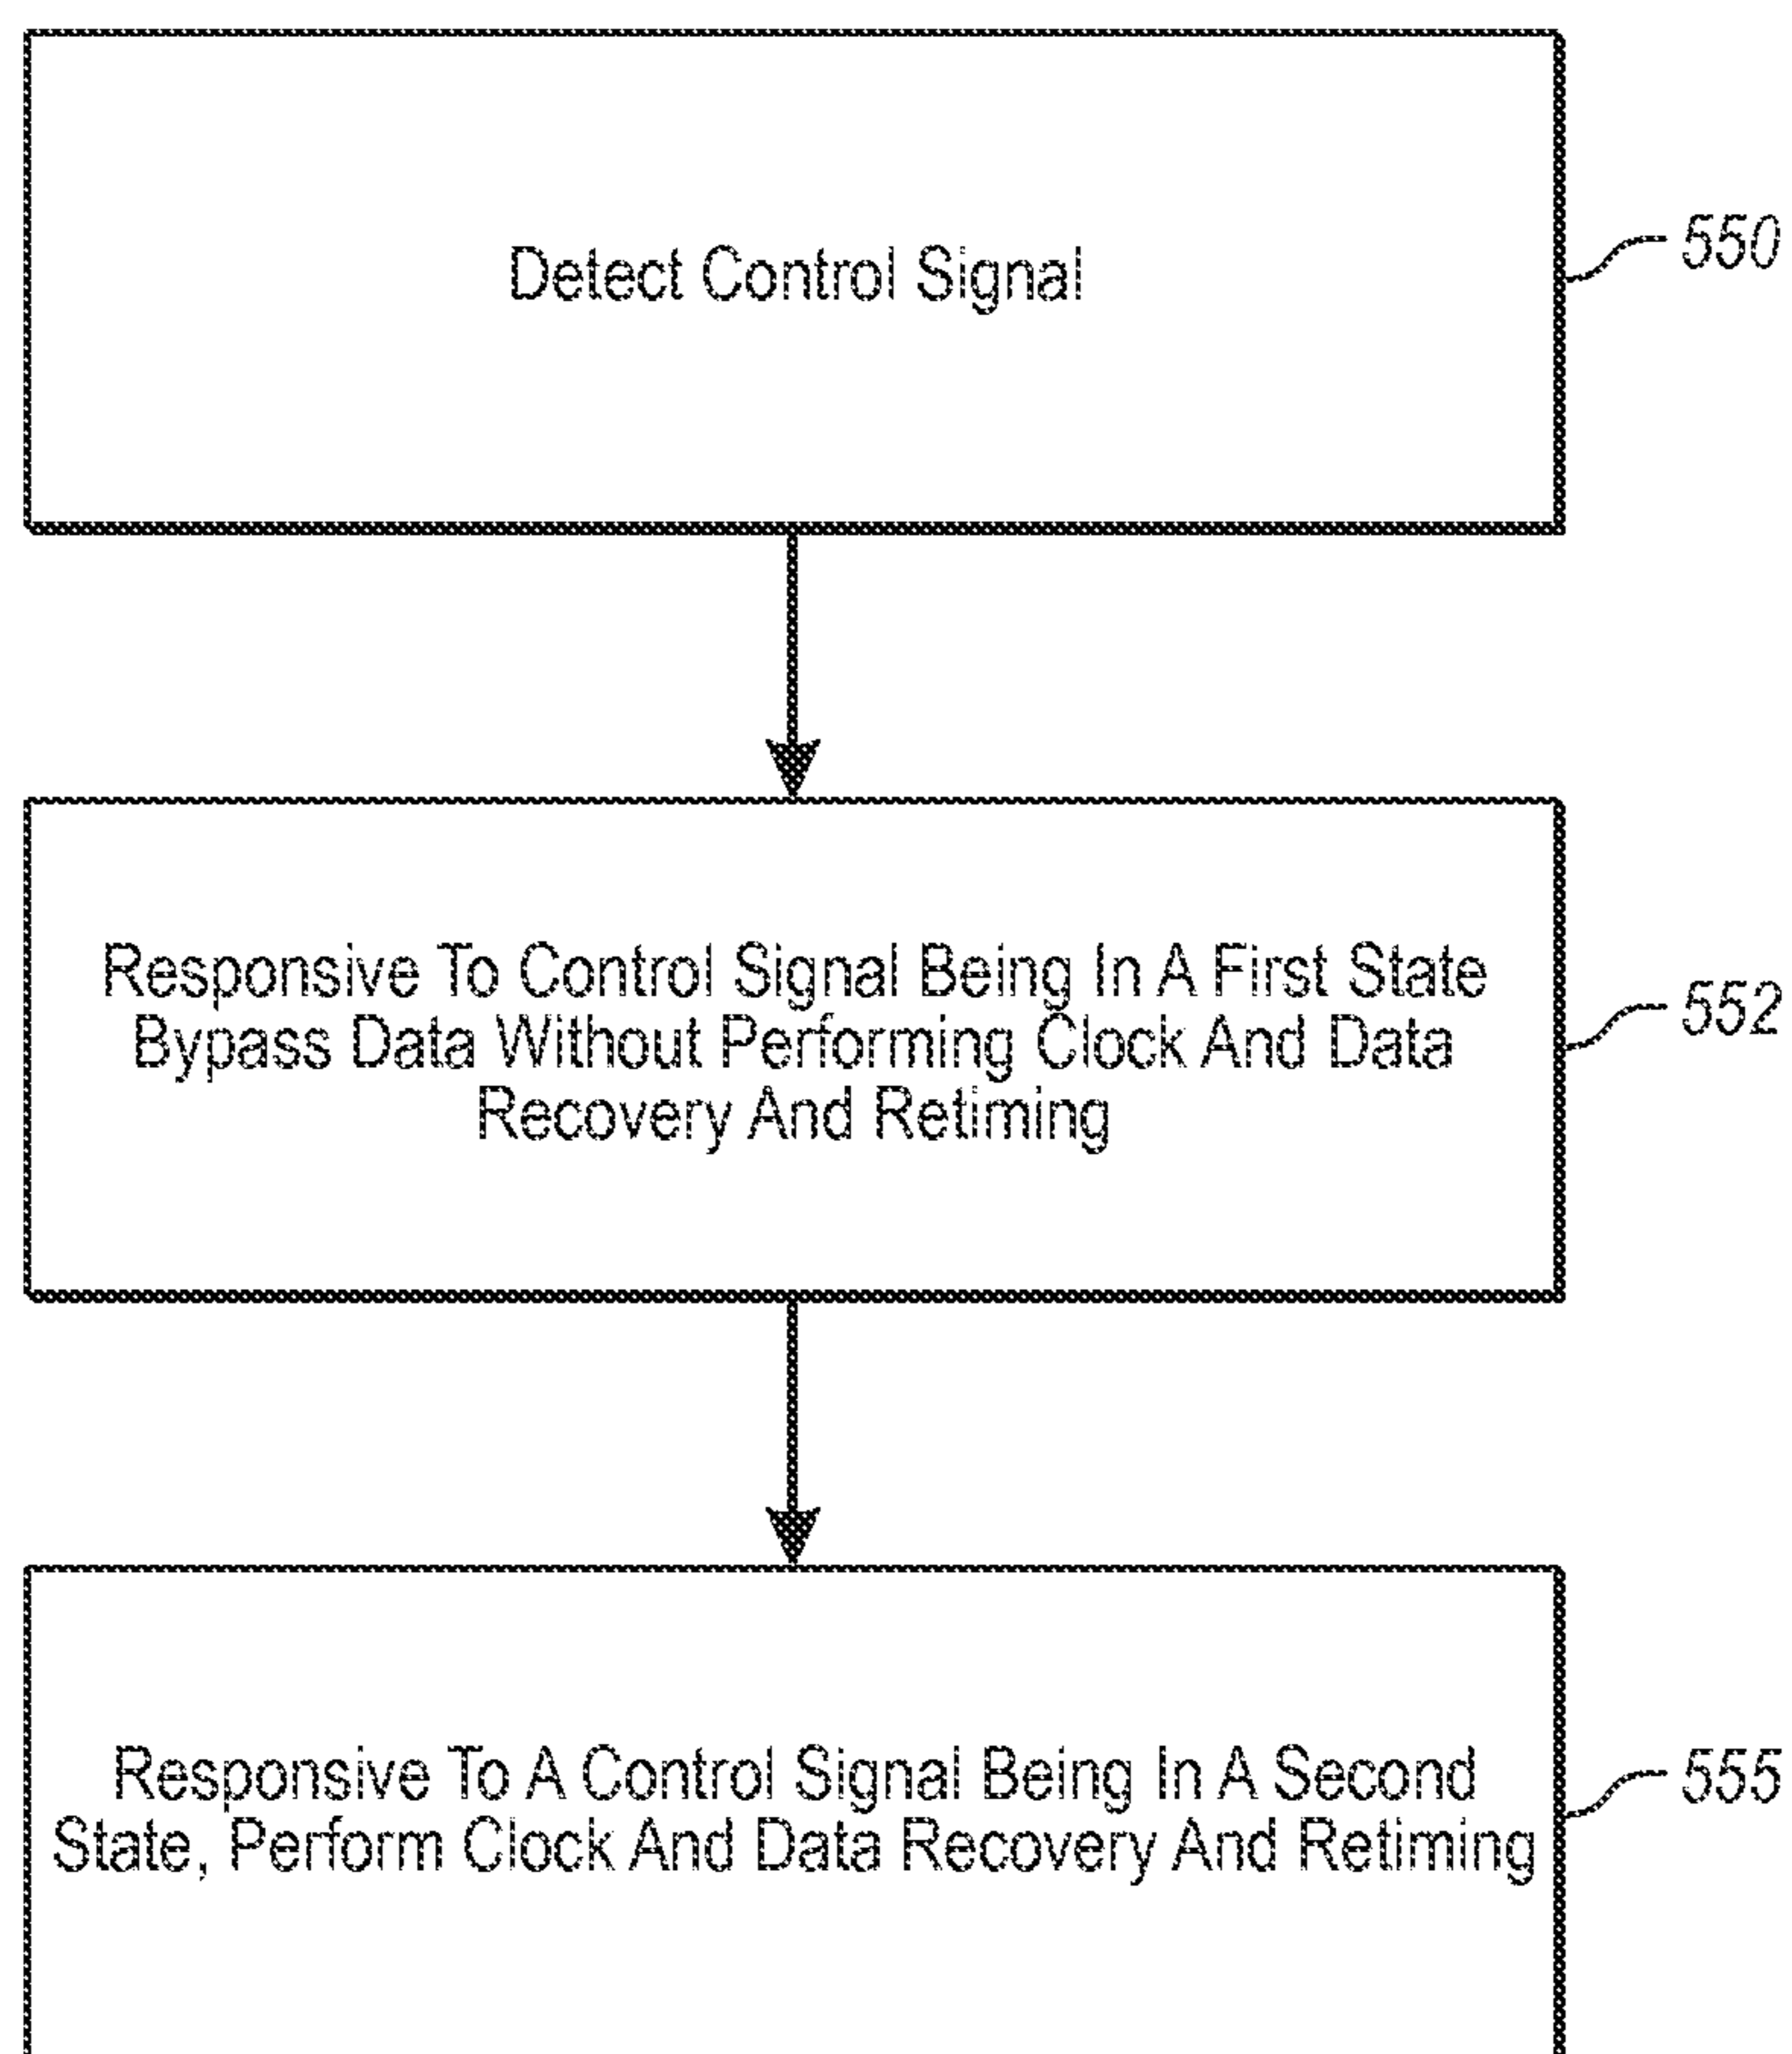 Detect Control Signal
550
Responsive To Control Signal Being In A First State
Bypass Data Without Performing Clock And Data
Recovery And Retiming
552
Responsive To A Control Signal Being In A Second
State, Perform Clock And Data Recovery And Retiming
555